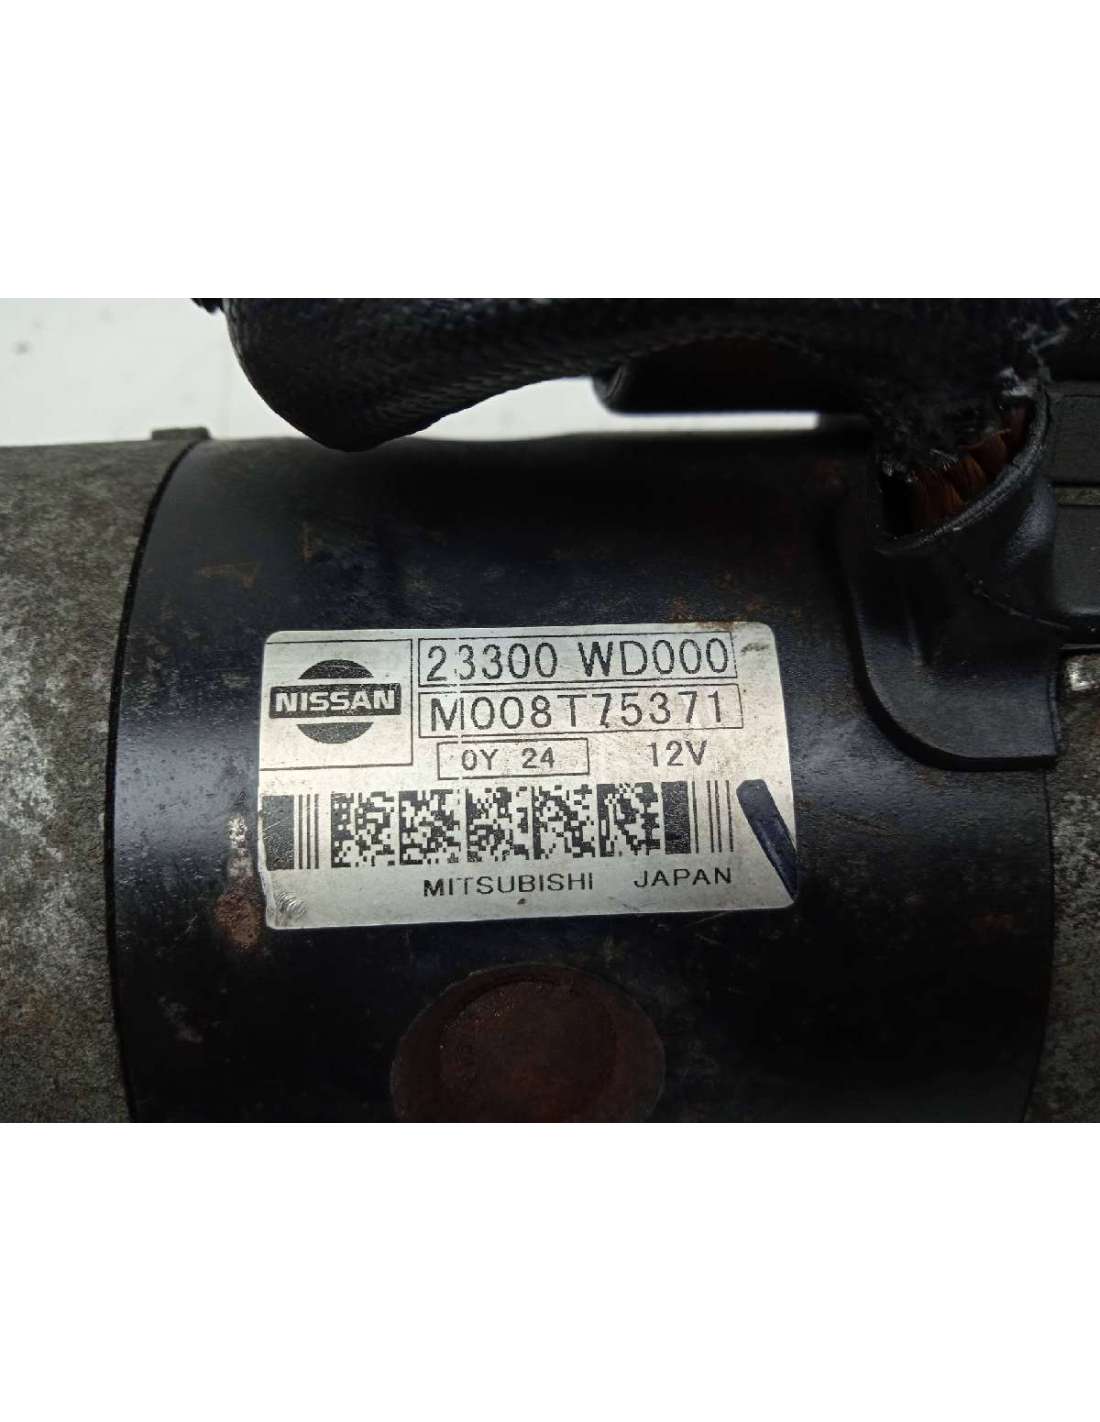 NISSAN
23300 WD000
M008T75371
0Y 24 12V
MITSUBISHI JAPAN